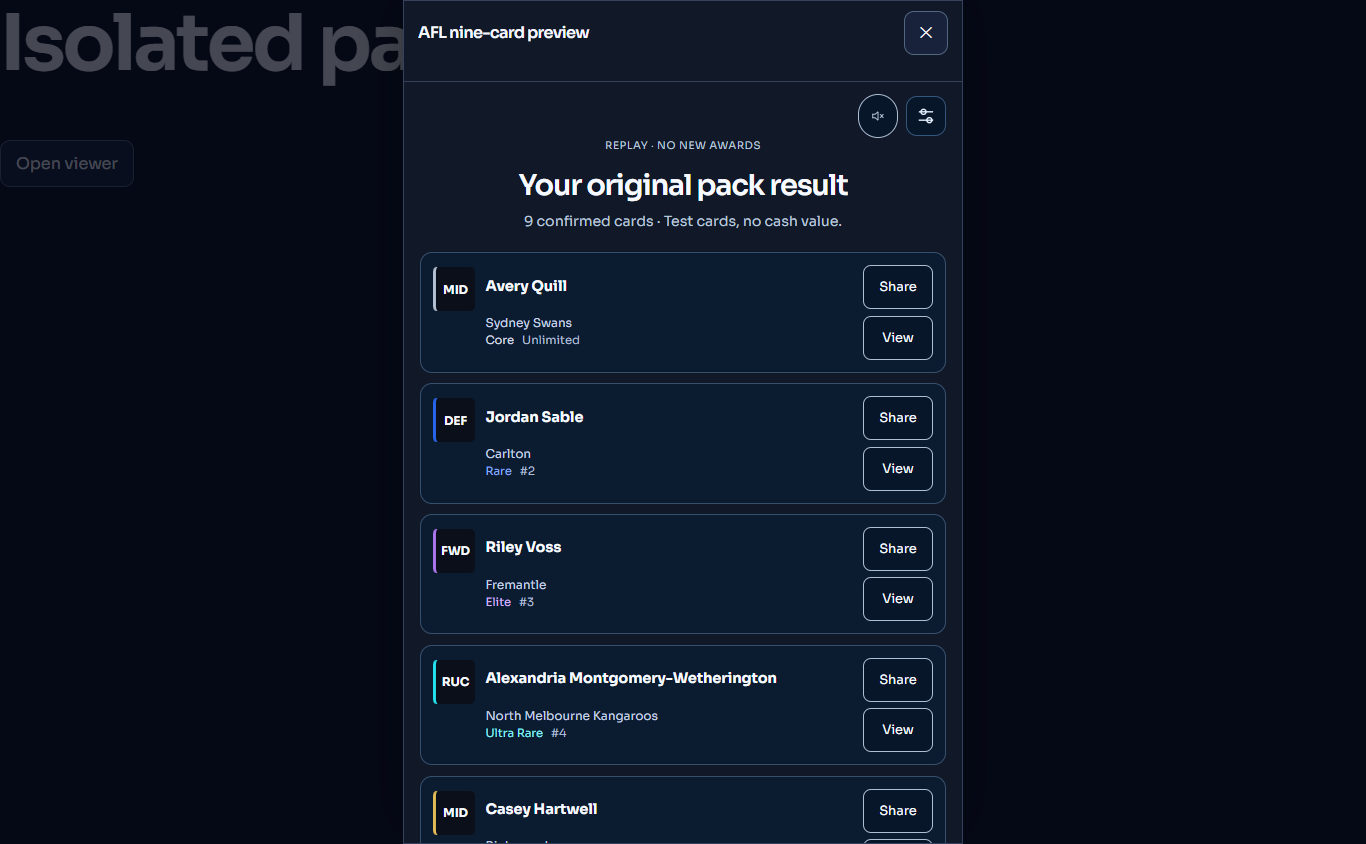 Isolated pa
AFL nine-card preview
Open viewer
REPLAY · NO NEW AWARDS
Your original pack result
9 confirmed cards · Test cards, no cash value.
MID
Avery Quill
Sydney Swans
Core Unlimited
Share
View
DEF
Jordan Sable
Carlton
Rare #2
Share
View
FWD
Riley Voss
Fremantle
Elite #3
Share
View
RUC
Alexandria Montgomery-Wetherington
North Melbourne Kangaroos
Ultra Rare #4
Share
View
MID
Casey Hartwell
Share